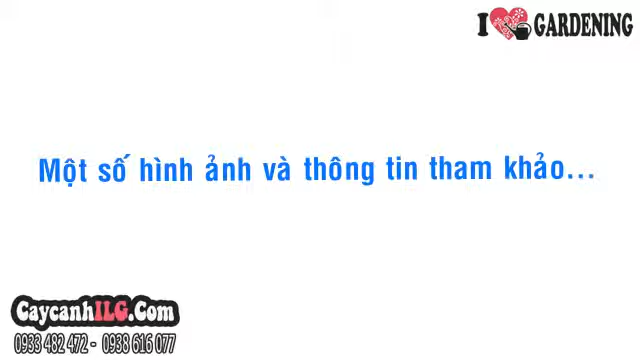 I GARDENING
Một số hình ảnh và thông tin tham khảo...
CaycanhILG.Com
0933 482 472 - 0938 616 077